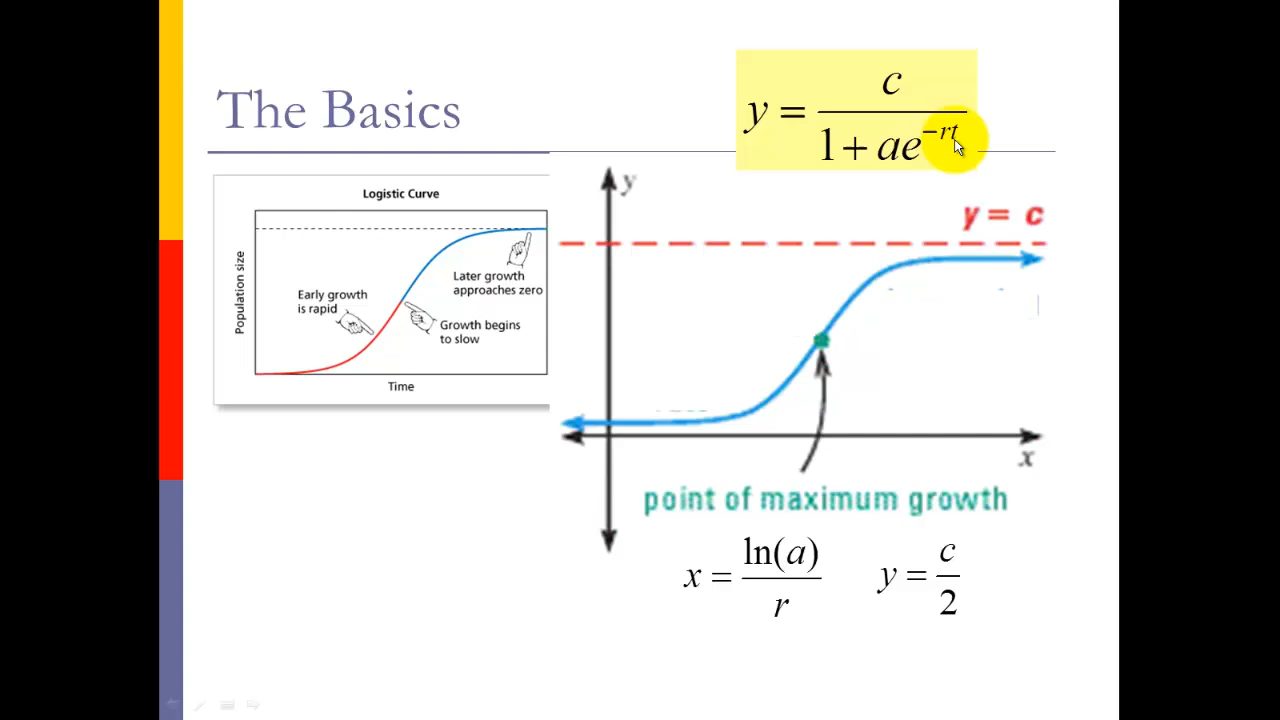 The Basics
y = c / (1 + ae^{-rt})
Logistic Curve
Population size
Early growth
is rapid
Later growth
approaches zero
Growth begins
to slow
Time
y
y = c
x
point of maximum growth
x = ln(a) / r
y = c / 2